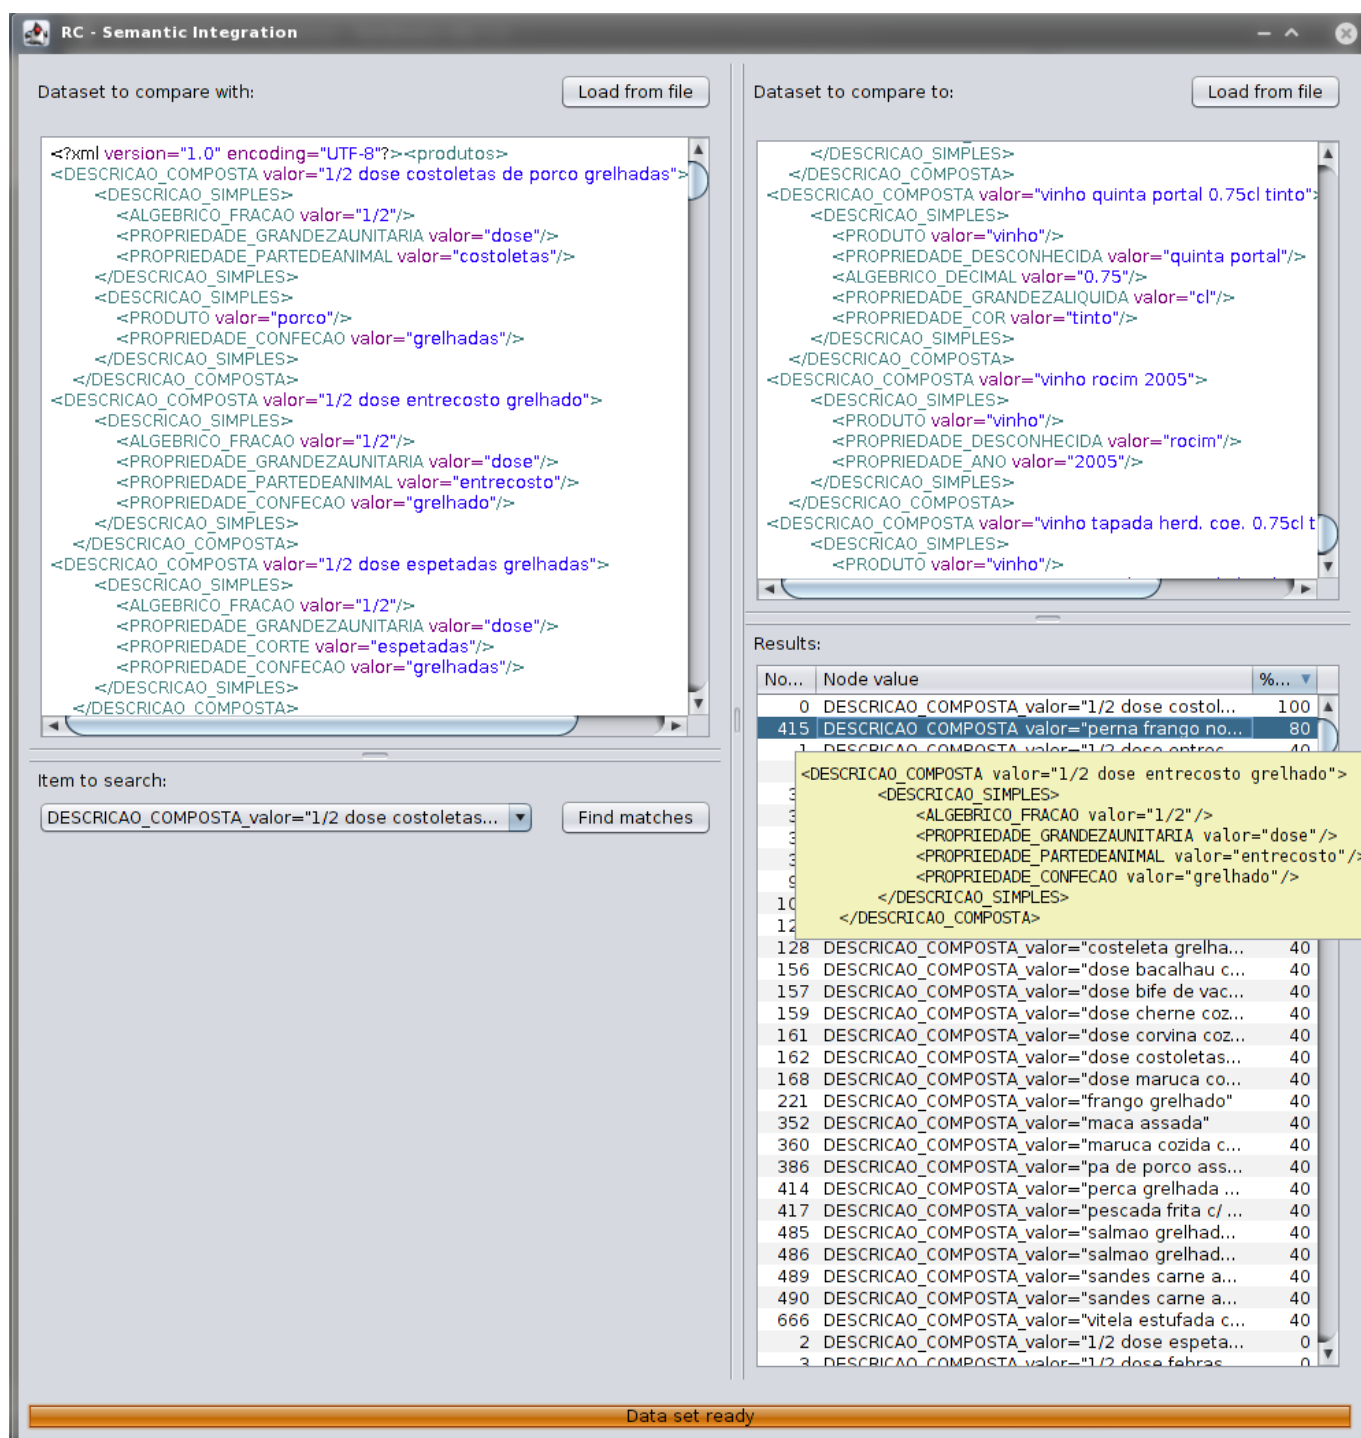 RC - Semantic Integration
Dataset to compare with:
Load from file
<?xml version="1.0" encoding="UTF-8"?><produtos>
<DESCRICAO_COMPOSTA valor="1/2 dose costoletas de porco grelhadas">
<DESCRICAO_SIMPLES>
<ALGEBRICO_FRACAO valor="1/2"/>
<PROPRIEDADE_GRANDEZAUNITARIA valor="dose"/>
<PROPRIEDADE_PARTEDEANIMAL valor="costoletas"/>
</DESCRICAO_SIMPLES>
<DESCRICAO_SIMPLES>
<PRODUTO valor="porco"/>
<PROPRIEDADE_CONFECAO valor="grelhadas"/>
</DESCRICAO_SIMPLES>
</DESCRICAO_COMPOSTA>
<DESCRICAO_COMPOSTA valor="1/2 dose entrecosto grelhado">
<DESCRICAO_SIMPLES>
<ALGEBRICO_FRACAO valor="1/2"/>
<PROPRIEDADE_GRANDEZAUNITARIA valor="dose"/>
<PROPRIEDADE_PARTEDEANIMAL valor="entrecosto"/>
<PROPRIEDADE_CONFECAO valor="grelhado"/>
</DESCRICAO_SIMPLES>
</DESCRICAO_COMPOSTA>
<DESCRICAO_COMPOSTA valor="1/2 dose espetadas grelhadas">
<DESCRICAO_SIMPLES>
<ALGEBRICO_FRACAO valor="1/2"/>
<PROPRIEDADE_GRANDEZAUNITARIA valor="dose"/>
<PROPRIEDADE_CORTE valor="espetadas"/>
<PROPRIEDADE_CONFECAO valor="grelhadas"/>
</DESCRICAO_SIMPLES>
</DESCRICAO_COMPOSTA>
Item to search:
DESCRICAO_COMPOSTA_valor="1/2 dose costoletas...
Find matches
Dataset to compare to:
Load from file
</DESCRICAO_SIMPLES>
</DESCRICAO_COMPOSTA>
<DESCRICAO_COMPOSTA valor="vinho quinta portal 0.75cl tinto">
<DESCRICAO_SIMPLES>
<PRODUTO valor="vinho"/>
<PROPRIEDADE_DESCONHECIDA valor="quinta portal"/>
<ALGEBRICO_DECIMAL valor="0.75"/>
<PROPRIEDADE_GRANDEZALIQUIDA valor="cl"/>
<PROPRIEDADE_COR valor="tinto"/>
</DESCRICAO_SIMPLES>
</DESCRICAO_COMPOSTA>
<DESCRICAO_COMPOSTA valor="vinho rocim 2005">
<DESCRICAO_SIMPLES>
<PRODUTO valor="vinho"/>
<PROPRIEDADE_DESCONHECIDA valor="rocim"/>
<PROPRIEDADE_ANO valor="2005"/>
</DESCRICAO_SIMPLES>
</DESCRICAO_COMPOSTA>
<DESCRICAO_COMPOSTA valor="vinho tapada herd. coe. 0.75cl t
<DESCRICAO_SIMPLES>
<PRODUTO valor="vinho"/>
Results:
No... Node value %...
0 DESCRICAO_COMPOSTA_valor="1/2 dose costol... 100
415 DESCRICAO_COMPOSTA_valor="perna frango no... 80
1 DESCRICAO_COMPOSTA_valor="1/2 dose entrec... 40
<DESCRICAO_COMPOSTA valor="1/2 dose entrecosto grelhado">
<DESCRICAO_SIMPLES>
<ALGEBRICO_FRACAO valor="1/2"/>
<PROPRIEDADE_GRANDEZAUNITARIA valor="dose"/>
<PROPRIEDADE_PARTEDEANIMAL valor="entrecosto"/>
<PROPRIEDADE_CONFECAO valor="grelhado"/>
</DESCRICAO_SIMPLES>
</DESCRICAO_COMPOSTA>
128 DESCRICAO_COMPOSTA_valor="costeleta grelha... 40
156 DESCRICAO_COMPOSTA_valor="dose bacalhau c... 40
157 DESCRICAO_COMPOSTA_valor="dose bife de vac... 40
159 DESCRICAO_COMPOSTA_valor="dose cherne coz... 40
161 DESCRICAO_COMPOSTA_valor="dose corvina coz... 40
162 DESCRICAO_COMPOSTA_valor="dose costoletas... 40
168 DESCRICAO_COMPOSTA_valor="dose maruca co... 40
221 DESCRICAO_COMPOSTA_valor="frango grelhado" 40
352 DESCRICAO_COMPOSTA_valor="maca assada" 40
360 DESCRICAO_COMPOSTA_valor="maruca cozida c... 40
386 DESCRICAO_COMPOSTA_valor="pa de porco ass... 40
414 DESCRICAO_COMPOSTA_valor="perca grelhada ... 40
417 DESCRICAO_COMPOSTA_valor="pescada frita c/ ... 40
485 DESCRICAO_COMPOSTA_valor="salmao grelhad... 40
486 DESCRICAO_COMPOSTA_valor="salmao grelhad... 40
489 DESCRICAO_COMPOSTA_valor="sandes carne a... 40
490 DESCRICAO_COMPOSTA_valor="sandes carne a... 40
666 DESCRICAO_COMPOSTA_valor="vitela estufada c... 40
2 DESCRICAO_COMPOSTA_valor="1/2 dose espeta... 0
3 DESCRICAO_COMPOSTA_valor="1/2 dose febras 0
Data set ready